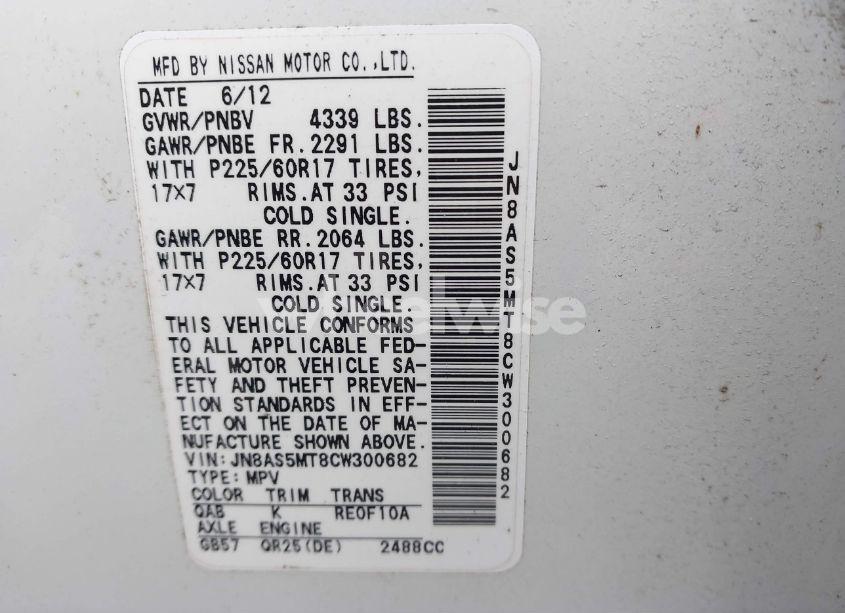 MFD BY NISSAN MOTOR CO.,LTD.
DATE 6/12
GVWR/PNBV 4339 LBS.
GAWR/PNBE FR.2291 LBS.
WITH P225/60R17 TIRES,
17×7 RIMS.AT 33 PSI
COLD SINGLE.
GAWR/PNBE RR.2064 LBS.
WITH P225/60R17 TIRES,
17×7 RIMS.AT 33 PSI
COLD SINGLE.
THIS VEHICLE CONFORMS
TO ALL APPLICABLE FED-
ERAL MOTOR VEHICLE SA-
FETY AND THEFT PREVEN-
TION STANDARDS IN EFF-
ECT ON THE DATE OF MA-
NUFACTURE SHOWN ABOVE.
VIN:JN8AS5MT8CW300682
TYPE:MPV
COLOR TRIM TRANS
QAB K RE0F10A
AXLE ENGINE
GB57 QR25(DE) 2488CC
JN8AS5MT8CW300682